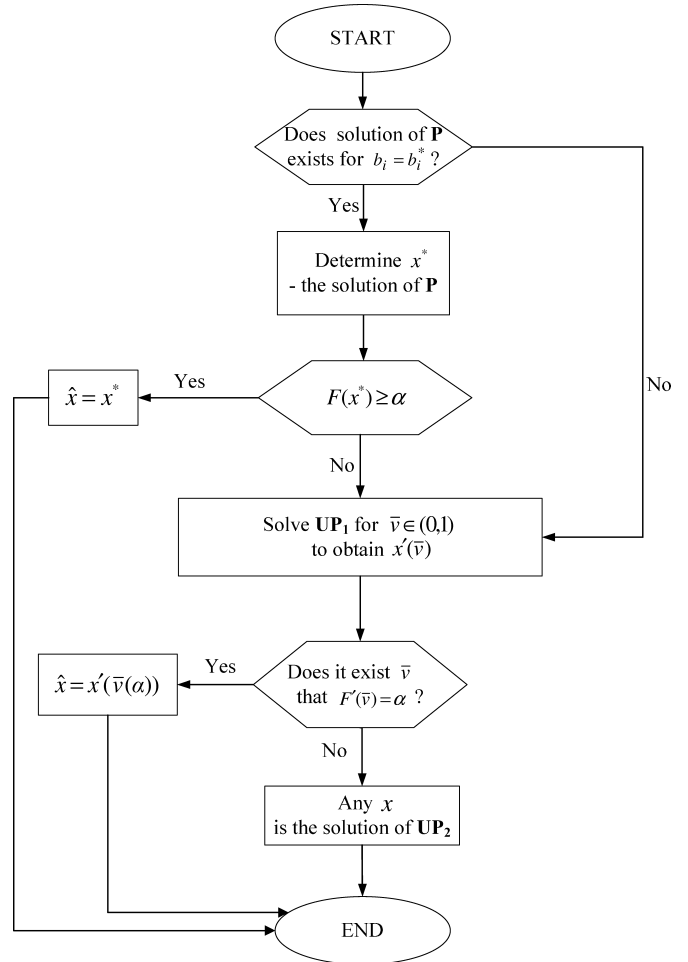 START
Does solution of P
exists for b_i = b_i^* ?
Yes
Determine x^*
- the solution of P
No
Yes
x̂ = x^*
F(x^*) ≥ α
No
Solve UP₁ for v̄ ∈ (0,1)
to obtain x′(v̄)
Yes
x̂ = x′(v̄(α))
Does it exist v̄
that F′(v̄) = α ?
No
Any x
is the solution of UP₂
END